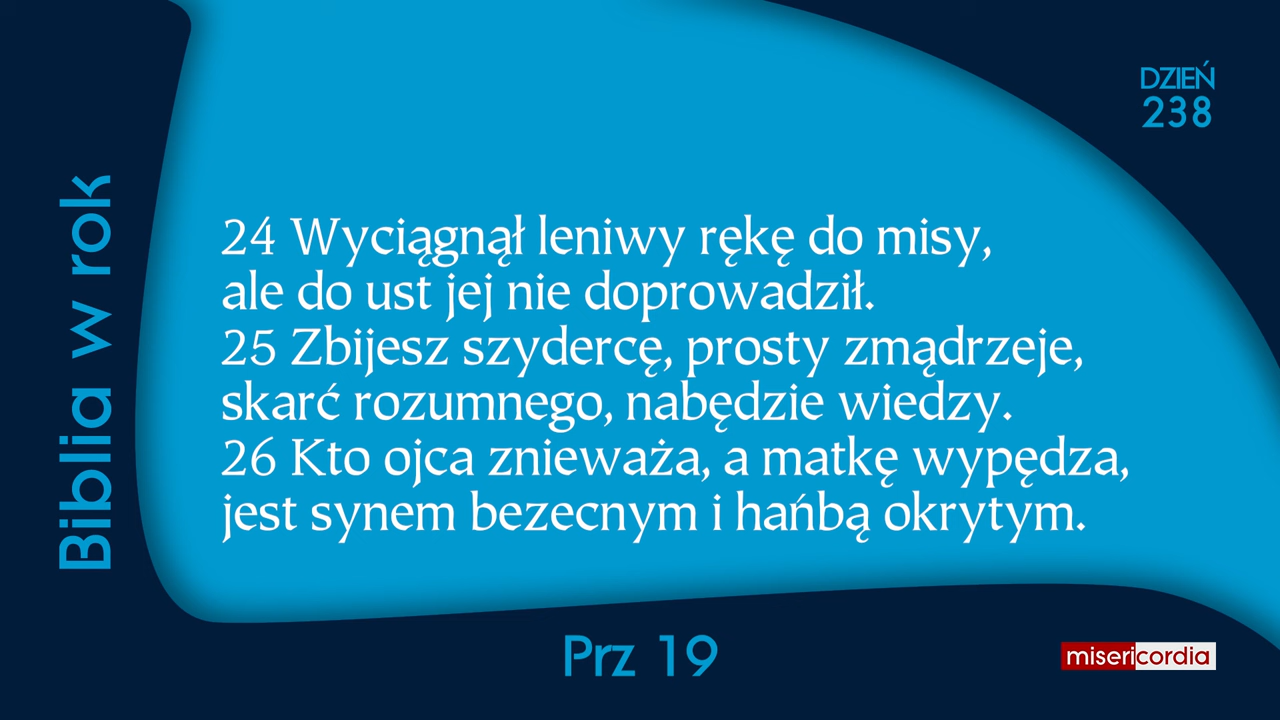 DZIEŃ
238
Biblia w rok
24 Wyciągnął leniwy rękę do misy,
ale do ust jej nie doprowadził.
25 Zbijesz szydercę, prosty zmądrzeje,
skarć rozumnego, nabędzie wiedzy.
26 Kto ojca znieważa, a matkę wypędza,
jest synem bezecnym i hańbą okrytym.
Prz 19
misericordia